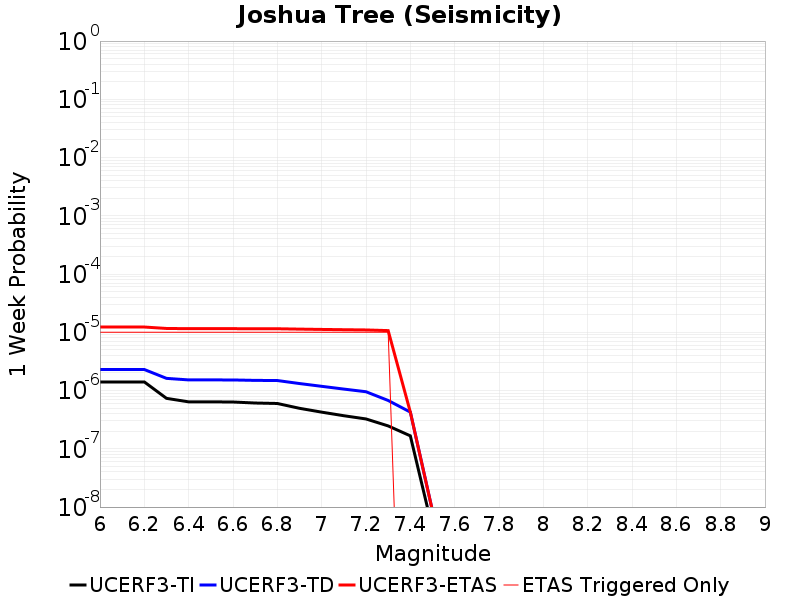 Joshua Tree (Seismicity)
1 Week Probability
10^0
10^-1
10^-2
10^-3
10^-4
10^-5
10^-6
10^-7
10^-8
6 6.2 6.4 6.6 6.8 7 7.2 7.4 7.6 7.8 8 8.2 8.4 8.6 8.8 9
Magnitude
UCERF3-TI UCERF3-TD UCERF3-ETAS ETAS Triggered Only